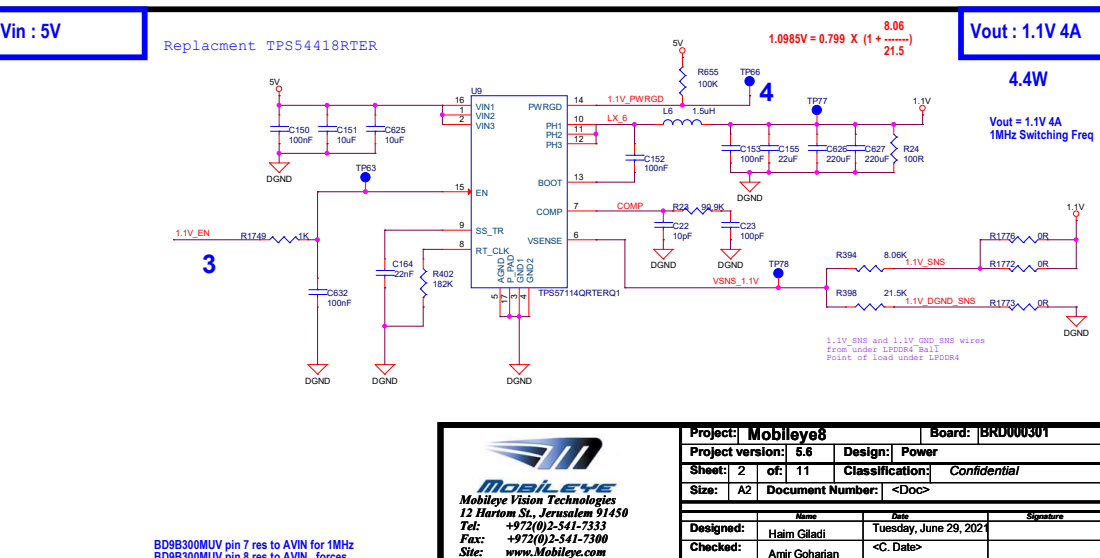 Vin : 5V
Replacment TPS54418RTER
8.06
1.0985V = 0.799 X (1 + -------)
21.5
Vout : 1.1V 4A
4.4W
Vout = 1.1V 4A
1MHz Switching Freq
5V
C150
100nF
C151
10uF
C625
10uF
DGND
U9
16 VIN1
1 VIN2
2 VIN3
15 EN
9 SS_TR
8 RT_CLK
PWRGD 14
PH1 10
PH2 11
PH3 12
BOOT 13
COMP 7
VSENSE 6
AGND
P_PAD
GND1
GND2
5
17
3
4
TPS57114QRTERQ1
5V
R655
100K
1.1V_PWRGD
TP66
4
LX_6
L6 1.5uH
TP77
1.1V
C152
100nF
C153
100nF
C155
22uF
C626
220uF
C627
220uF
R24
100R
DGND
TP63
1.1V_EN
R1749 1K
3
C632
100nF
DGND
C164
22nF
R402
182K
DGND
DGND
COMP
R23 90.9K
C22
10pF
C23
100pF
DGND
DGND
VSNS_1.1V
TP78
R394 8.06K
1.1V_SNS
R398 21.5K
1.1V_DGND_SNS
1.1V
R1776 0R
R1772 0R
R1773 0R
DGND
1.1V_SNS and 1.1V_GND_SNS wires
from under LPDDR4 Ball
Point of load under LPDDR4
BD9B300MUV pin 7 res to AVIN for 1MHz
BD9B300MUV pin 8 res to AVIN forces
MOBILEYE
Mobileye Vision Technologies
12 Hartom St., Jerusalem 91450
Tel: +972(0)2-541-7333
Fax: +972(0)2-541-7300
Site: www.Mobileye.com
Project: Mobileye8 Board: BRD000301
Project version: 5.6 Design: Power
Sheet: 2 of: 11 Classification: Confidential
Size: A2 Document Number: <Doc>
Name Date Signature
Designed: Haim Giladi Tuesday, June 29, 2021
Checked: Amir Goharian <C. Date>